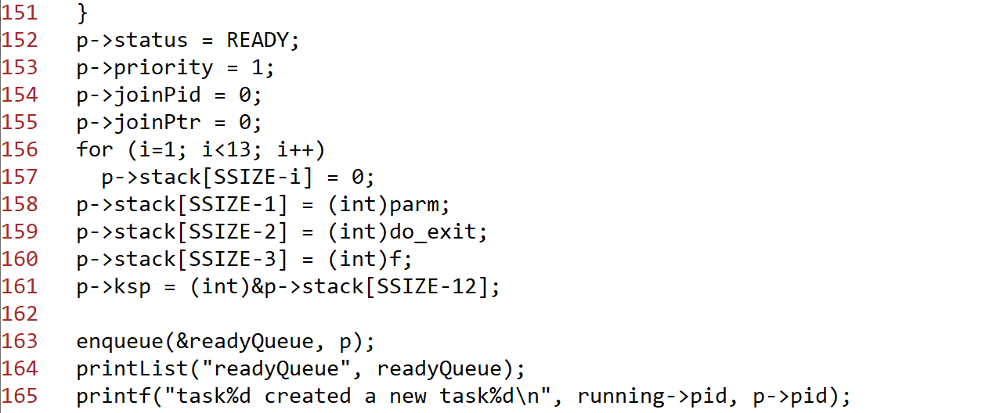 151   }
152   p->status = READY;
153   p->priority = 1;
154   p->joinPid = 0;
155   p->joinPtr = 0;
156   for (i=1; i<13; i++)
157     p->stack[SSIZE-i] = 0;
158   p->stack[SSIZE-1] = (int)parm;
159   p->stack[SSIZE-2] = (int)do_exit;
160   p->stack[SSIZE-3] = (int)f;
161   p->ksp = (int)&p->stack[SSIZE-12];
162
163   enqueue(&readyQueue, p);
164   printList("readyQueue", readyQueue);
165   printf("task%d created a new task%d\n", running->pid, p->pid);